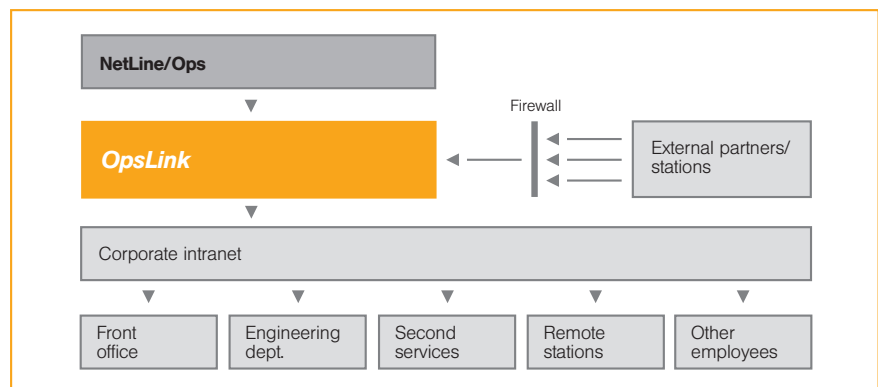 NetLine/Ops
Firewall
OpsLink
External partners/
stations
Corporate intranet
Front
office
Engineering
dept.
Second
services
Remote
stations
Other
employees